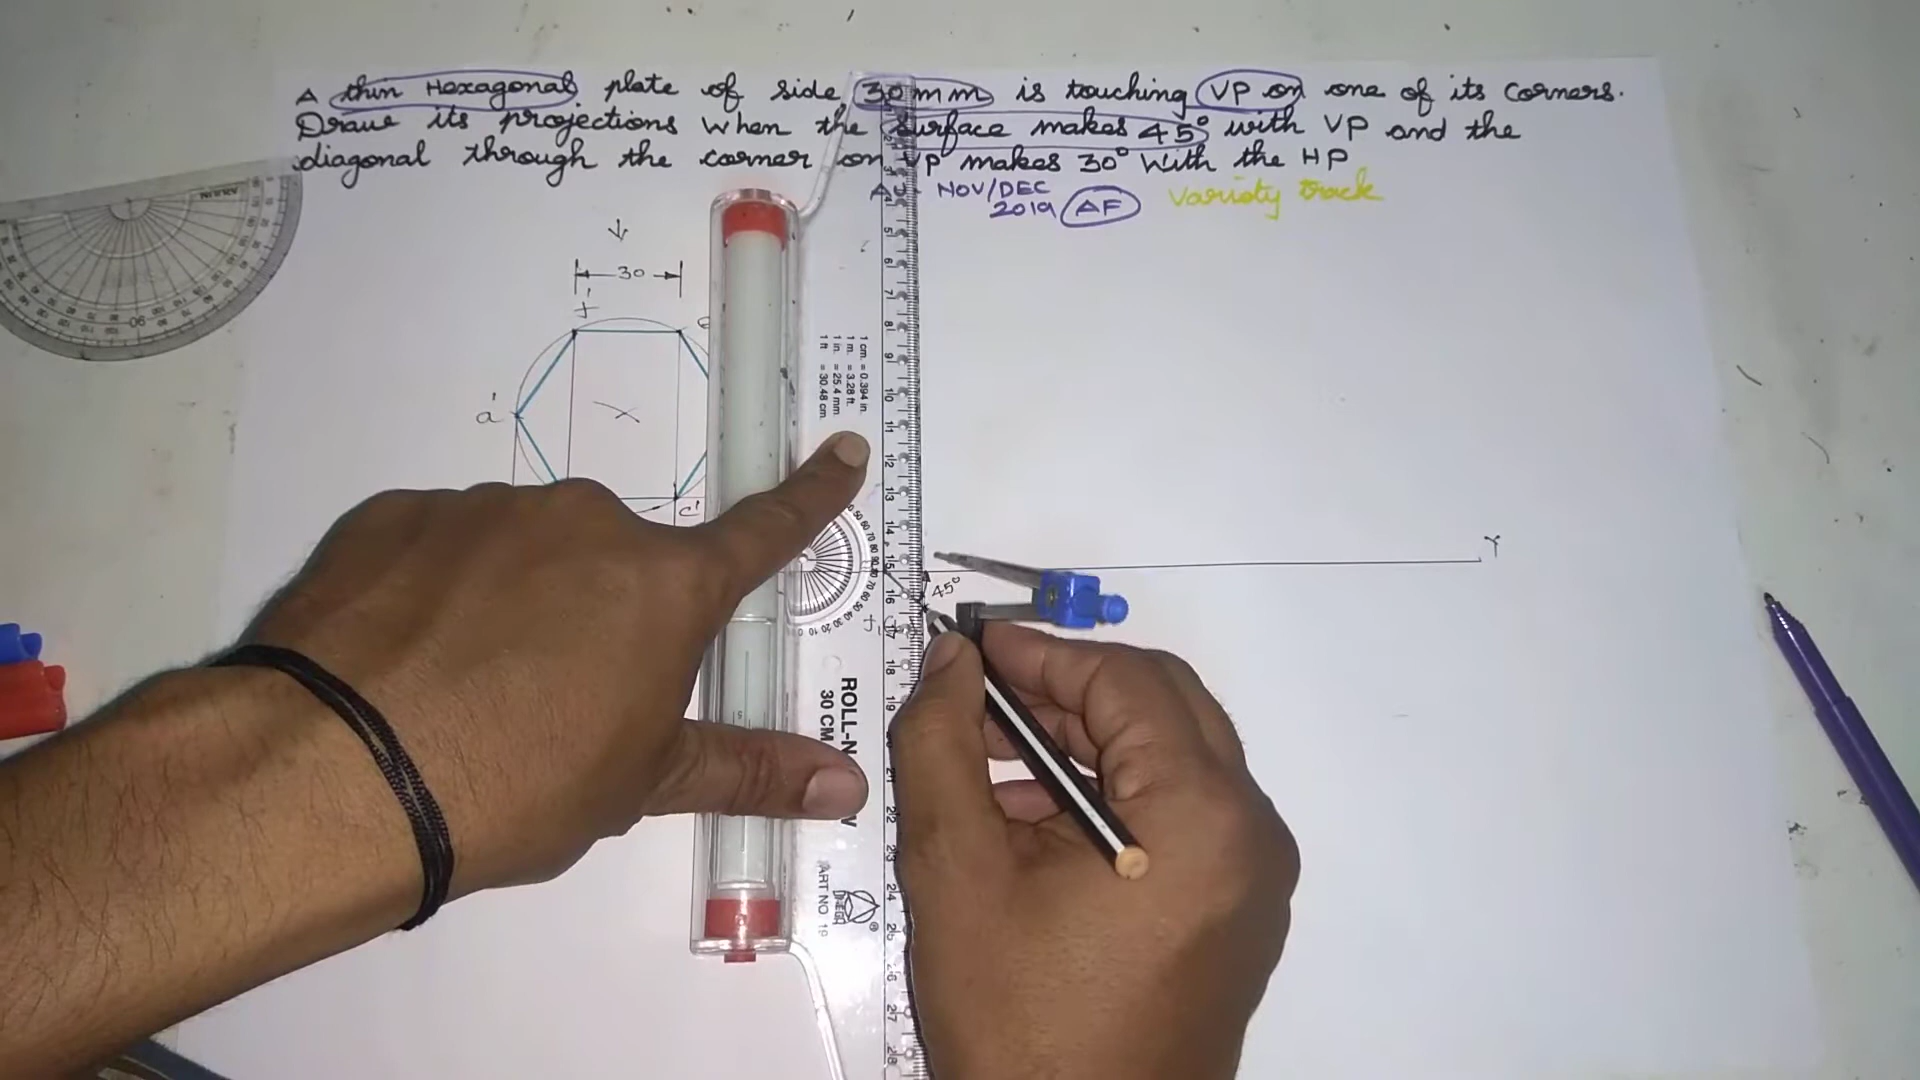 A thin Hexagonal plate of side 30mm is touching VP on one of its corners.
Draw its projections when the surface makes 45° with VP and the
diagonal through the corner on VP makes 30° with the HP
NOV/DEC
2019 AF
Variety track
30
f'
a'
c'
Y
45°
1 cm. = 0.394 in.
1 m. = 3.28 ft.
1 in. = 25.4 mm.
1 ft. = 30.48 cm.
ROLL-N
30 CM
ART NO. 19